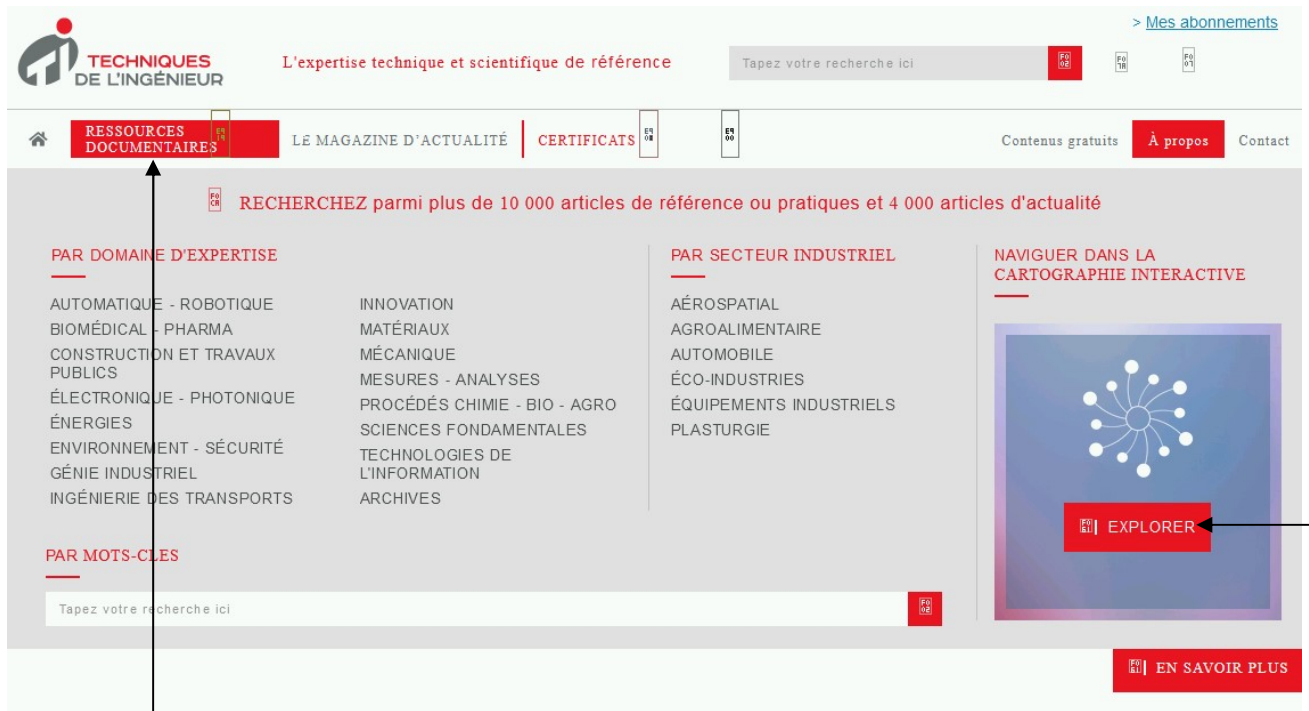 > Mes abonnements
TECHNIQUES
DE L'INGÉNIEUR
L'expertise technique et scientifique de référence
Tapez votre recherche ici
RESSOURCES
DOCUMENTAIRES
LE MAGAZINE D'ACTUALITÉ
CERTIFICATS
Contenus gratuits
À propos
Contact
RECHERCHEZ parmi plus de 10 000 articles de référence ou pratiques et 4 000 articles d'actualité
PAR DOMAINE D'EXPERTISE
AUTOMATIQUE - ROBOTIQUE
BIOMÉDICAL - PHARMA
CONSTRUCTION ET TRAVAUX
PUBLICS
ÉLECTRONIQUE - PHOTONIQUE
ÉNERGIES
ENVIRONNEMENT - SÉCURITÉ
GÉNIE INDUSTRIEL
INGÉNIERIE DES TRANSPORTS
INNOVATION
MATÉRIAUX
MÉCANIQUE
MESURES - ANALYSES
PROCÉDÉS CHIMIE - BIO - AGRO
SCIENCES FONDAMENTALES
TECHNOLOGIES DE
L'INFORMATION
ARCHIVES
PAR SECTEUR INDUSTRIEL
AÉROSPATIAL
AGROALIMENTAIRE
AUTOMOBILE
ÉCO-INDUSTRIES
ÉQUIPEMENTS INDUSTRIELS
PLASTURGIE
NAVIGUER DANS LA
CARTOGRAPHIE INTERACTIVE
EXPLORER
PAR MOTS-CLES
Tapez votre recherche ici
EN SAVOIR PLUS